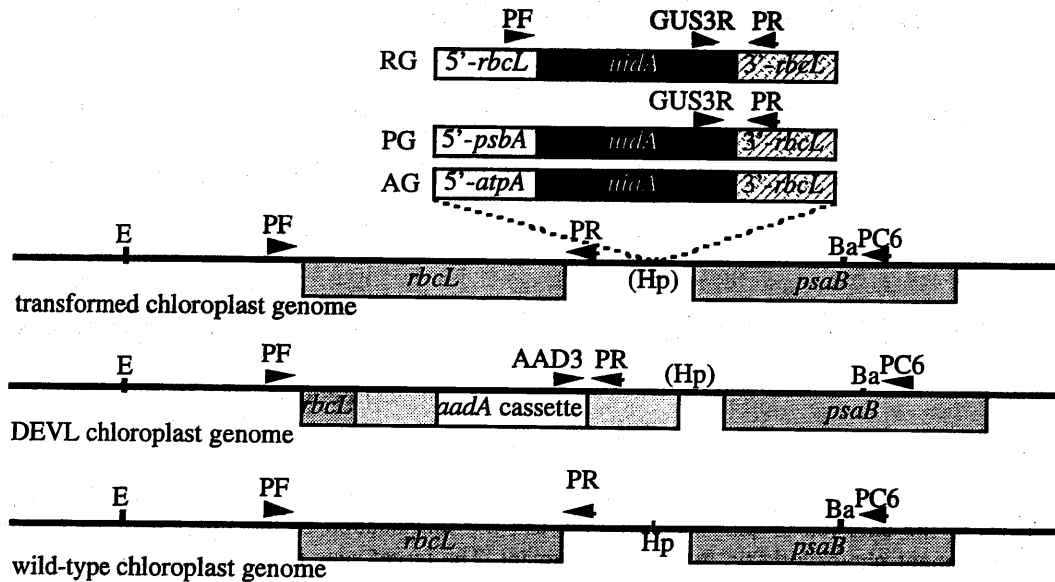 PF GUS3R PR
RG 5'-rbcL uidA 3'-rbcL
GUS3R PR
PG 5'-psbA uidA 3'-rbcL
AG 5'-atpA uidA 3'-rbcL
E PF PR Ba PC6
rbcL (Hp) psaB
transformed chloroplast genome
E PF AAD3 PR (Hp) Ba PC6
rbcL aadA cassette psaB
DEVL chloroplast genome
E PF PR Ba PC6
rbcL Hp psaB
wild-type chloroplast genome